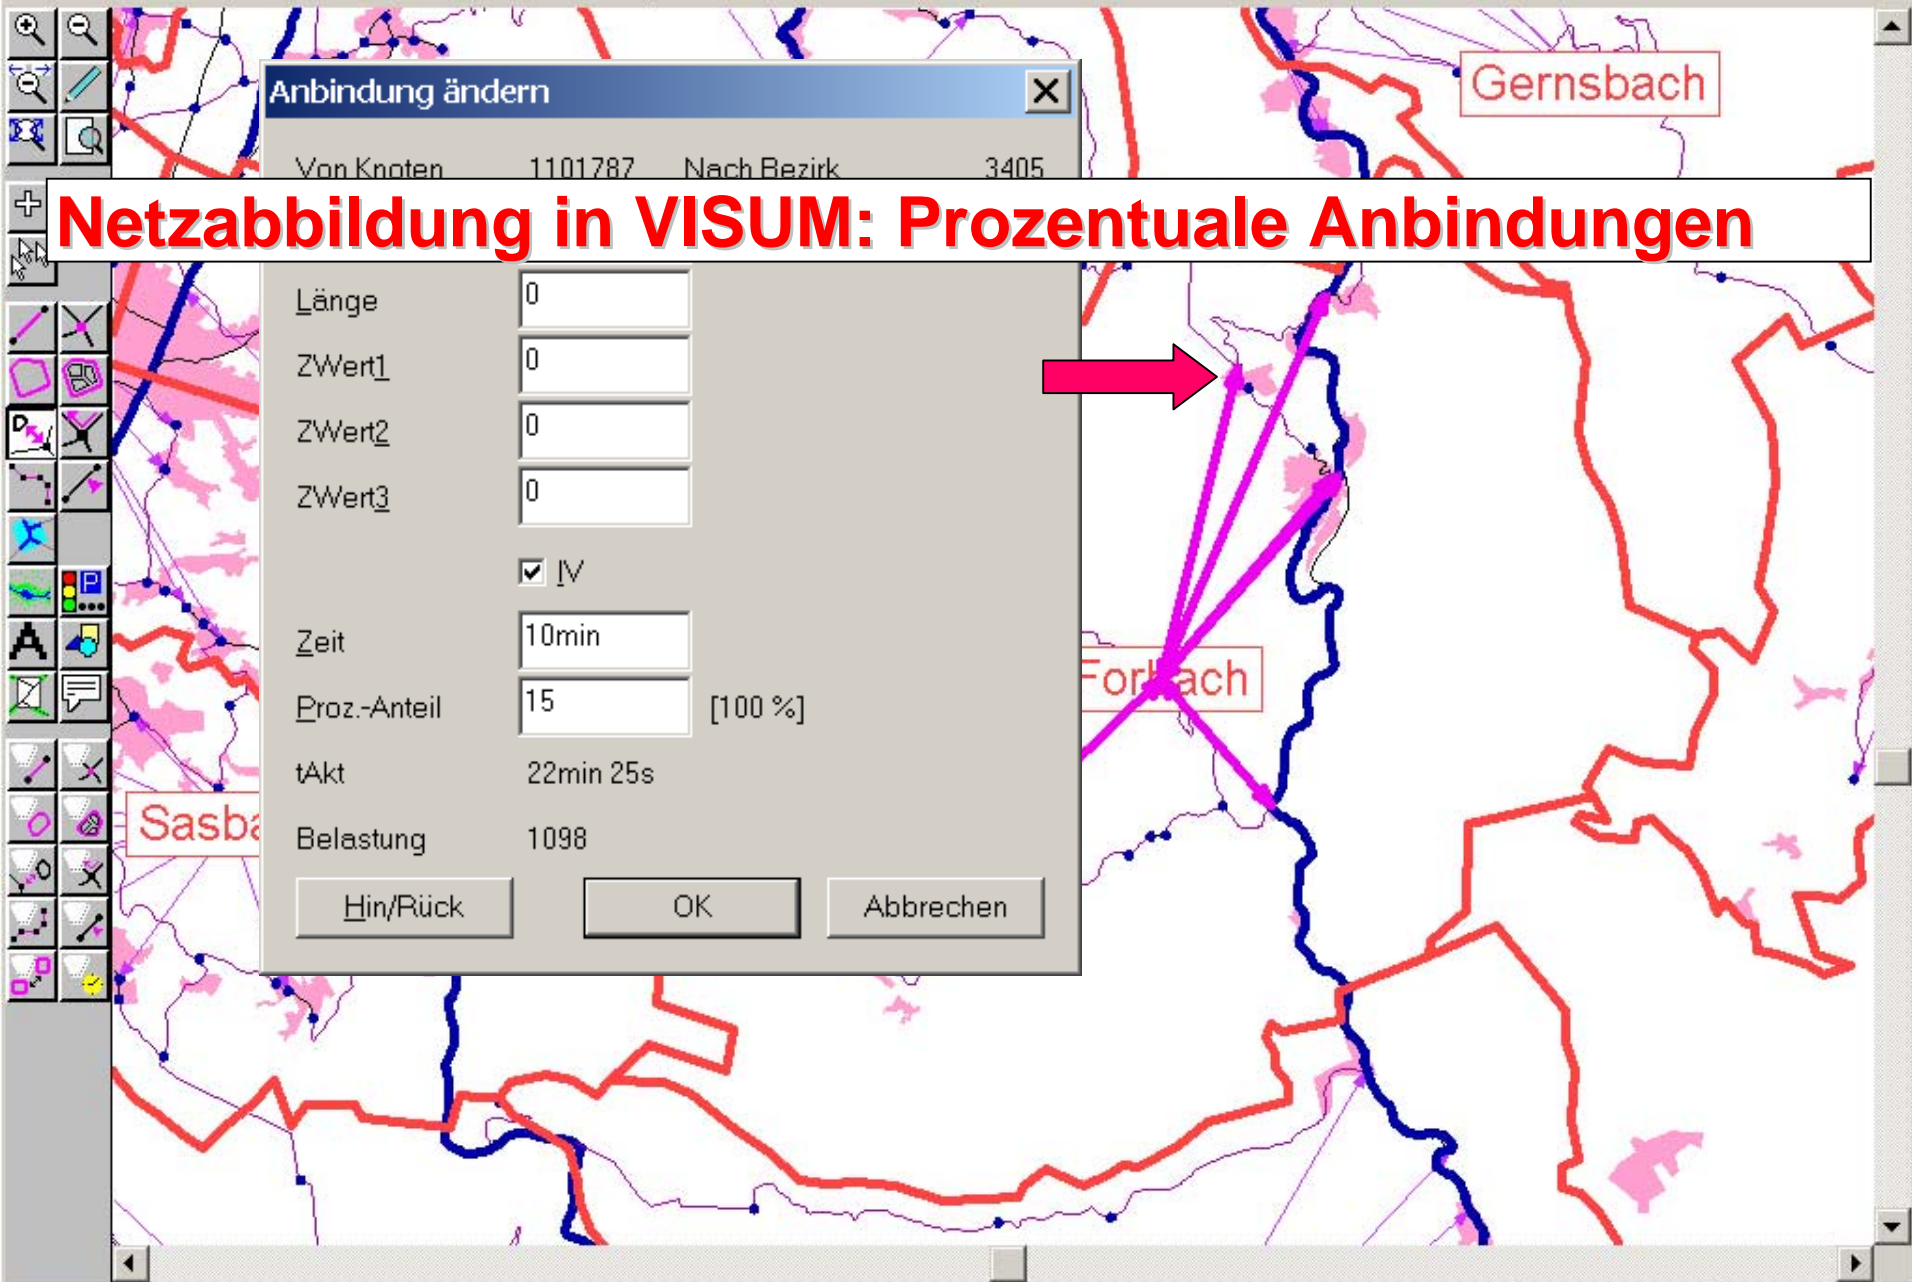 Gernsbach
Anbindung ändern
Von Knoten 1101787 Nach Bezirk 3405
Netzabbildung in VISUM: Prozentuale Anbindungen
Länge 0
ZWert1 0
ZWert2 0
ZWert3 0
IV
Zeit 10min
Proz.-Anteil 15 [100 %]
Forbach
tAkt 22min 25s
Sasba
Belastung 1098
Hin/Rück OK Abbrechen